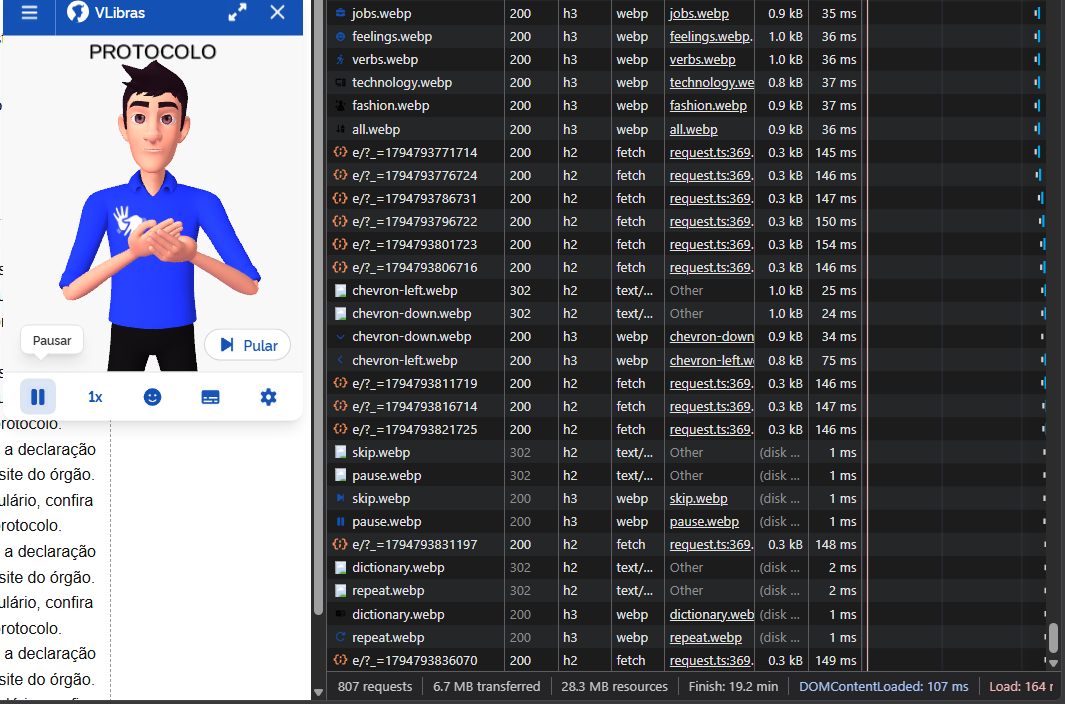 VLibras
PROTOCOLO
Pausar
Pular
1x
protocolo.
a declaração
site do órgão.
ulário, confira
protocolo.
a declaração
site do órgão.
ulário, confira
rotocolo.
a declaração
site do órgão.
jobs.webp 200 h3 webp jobs.webp 0.9 kB 35 ms
feelings.webp 200 h3 webp feelings.webp. 1.0 kB 36 ms
verbs.webp 200 h3 webp verbs.webp 1.0 kB 36 ms
technology.webp 200 h3 webp technology.we 0.8 kB 37 ms
fashion.webp 200 h3 webp fashion.webp 0.9 kB 37 ms
all.webp 200 h3 webp all.webp 0.9 kB 36 ms
e/?_=1794793771714 200 h2 fetch request.ts:369. 0.3 kB 145 ms
e/?_=1794793776724 200 h2 fetch request.ts:369. 0.3 kB 146 ms
e/?_=1794793786731 200 h2 fetch request.ts:369. 0.3 kB 147 ms
e/?_=1794793796722 200 h2 fetch request.ts:369. 0.3 kB 150 ms
e/?_=1794793801723 200 h2 fetch request.ts:369. 0.3 kB 154 ms
e/?_=1794793806716 200 h2 fetch request.ts:369. 0.3 kB 146 ms
chevron-left.webp 302 h2 text/... Other 1.0 kB 25 ms
chevron-down.webp 302 h2 text/... Other 1.0 kB 24 ms
chevron-down.webp 200 h3 webp chevron-down 0.9 kB 34 ms
chevron-left.webp 200 h3 webp chevron-left.w 0.8 kB 75 ms
e/?_=1794793811719 200 h2 fetch request.ts:369. 0.3 kB 146 ms
e/?_=1794793816714 200 h2 fetch request.ts:369. 0.3 kB 147 ms
e/?_=1794793821725 200 h2 fetch request.ts:369. 0.3 kB 146 ms
skip.webp 302 h2 text/... Other (disk ... 1 ms
pause.webp 302 h2 text/... Other (disk ... 1 ms
skip.webp 200 h3 webp skip.webp (disk ... 1 ms
pause.webp 200 h3 webp pause.webp (disk ... 1 ms
e/?_=1794793831197 200 h2 fetch request.ts:369. 0.3 kB 148 ms
dictionary.webp 302 h2 text/... Other (disk ... 2 ms
repeat.webp 302 h2 text/... Other (disk ... 2 ms
dictionary.webp 200 h3 webp dictionary.web (disk ... 1 ms
repeat.webp 200 h3 webp repeat.webp (disk ... 1 ms
e/?_=1794793836070 200 h2 fetch request.ts:369. 0.3 kB 149 ms
807 requests 6.7 MB transferred 28.3 MB resources Finish: 19.2 min DOMContentLoaded: 107 ms Load: 164